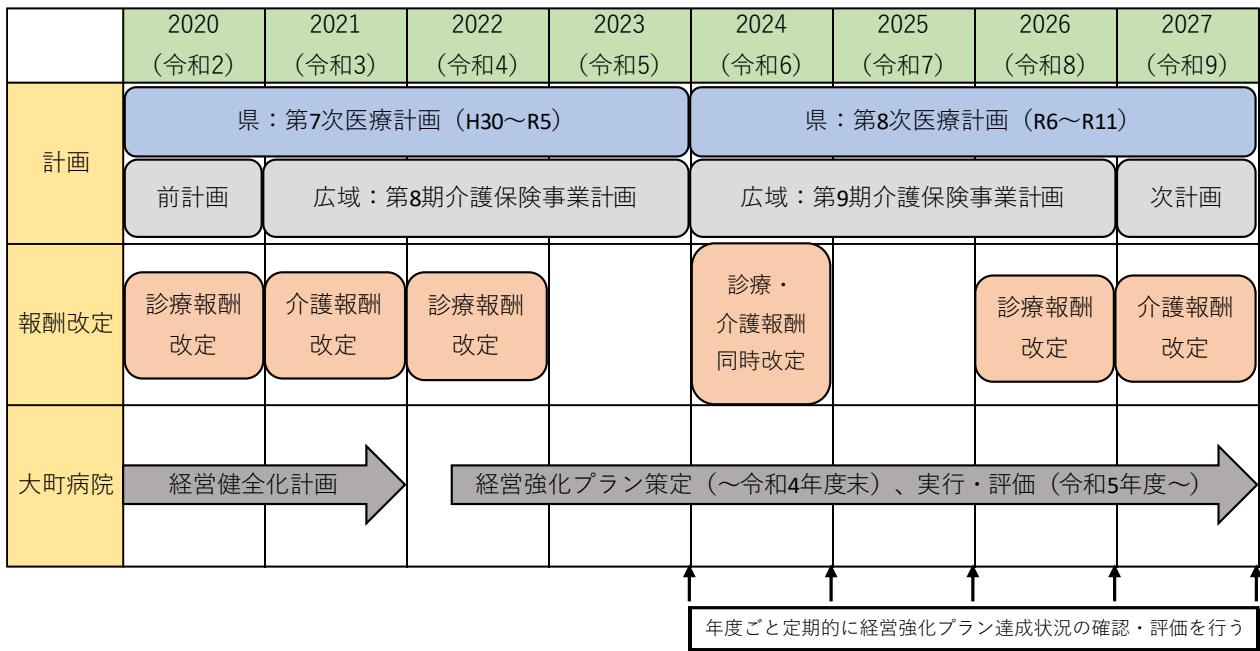 2020
(令和2)
2021
(令和3)
2022
(令和4)
2023
(令和5)
2024
(令和6)
2025
(令和7)
2026
(令和8)
2027
(令和9)
計画
県：第7次医療計画（H30～R5）
県：第8次医療計画（R6～R11）
前計画
広域：第8期介護保険事業計画
広域：第9期介護保険事業計画
次計画
報酬改定
診療報酬
改定
介護報酬
改定
診療報酬
改定
診療・
介護報酬
同時改定
診療報酬
改定
介護報酬
改定
大町病院
経営健全化計画
経営強化プラン策定（～令和4年度末）、実行・評価（令和5年度～）
年度ごと定期的に経営強化プラン達成状況の確認・評価を行う